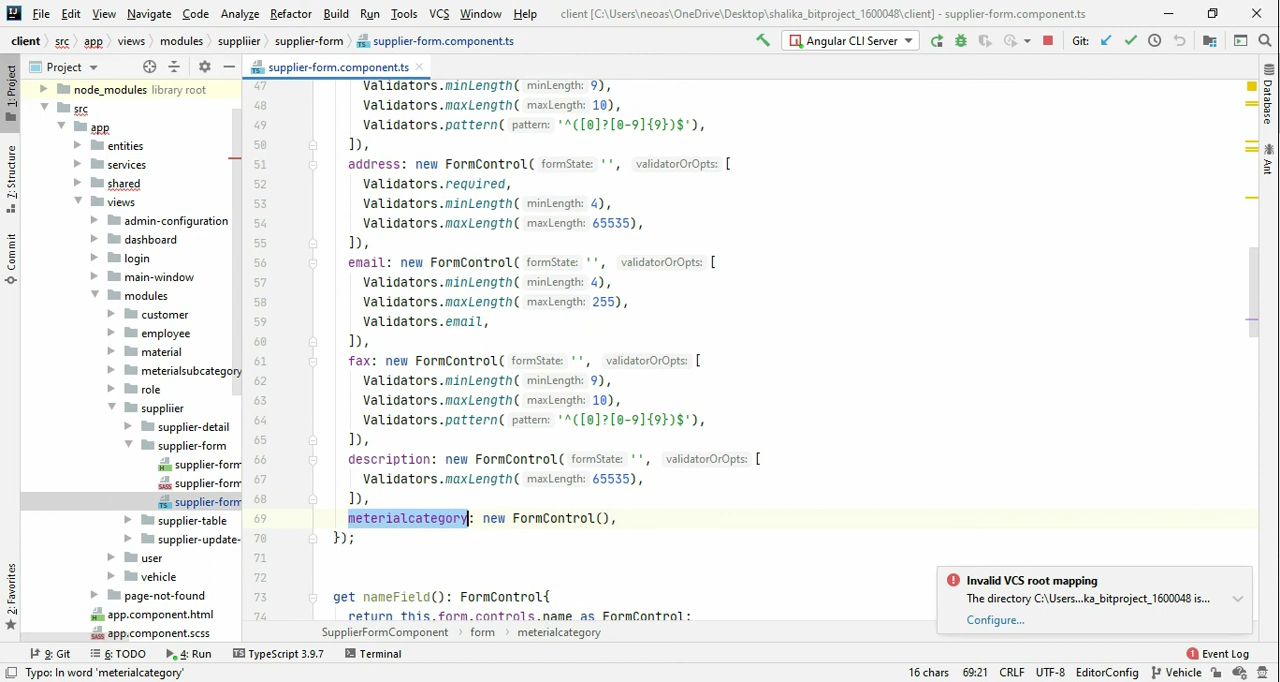 File Edit View Navigate Code Analyze Refactor Build Run Tools VCS Window Help client [C:\Users\neoas\OneDrive\Desktop\shalika_bitproject_1600048\client] - supplier-form.component.ts
client src app views modules suppliier supplier-form supplier-form.component.ts Angular CLI Server Git:
Project supplier-form.component.ts
node_modules library root
src
app
entities
services
shared
views
admin-configuration
dashboard
login
main-window
modules
customer
employee
material
meterialsubcategory
role
suppliier
supplier-detail
supplier-form
supplier-form
supplier-form
supplier-form
supplier-table
supplier-update-
user
vehicle
page-not-found
app.component.html
app.component.scss
1: Project
7: Structure
Commit
2: Favorites
47 Validators.minLength( minLength: 9),
48 Validators.maxLength( maxLength: 10),
49 Validators.pattern( pattern: '^([0]?[0-9]{9})$'),
50 ]),
51 address: new FormControl( formState: '', validatorOrOpts: [
52 Validators.required,
53 Validators.minLength( minLength: 4),
54 Validators.maxLength( maxLength: 65535),
55 ]),
56 email: new FormControl( formState: '', validatorOrOpts: [
57 Validators.minLength( minLength: 4),
58 Validators.maxLength( maxLength: 255),
59 Validators.email,
60 ]),
61 fax: new FormControl( formState: '', validatorOrOpts: [
62 Validators.minLength( minLength: 9),
63 Validators.maxLength( maxLength: 10),
64 Validators.pattern( pattern: '^([0]?[0-9]{9})$'),
65 ]),
66 description: new FormControl( formState: '', validatorOrOpts: [
67 Validators.maxLength( maxLength: 65535),
68 ]),
69 meterialcategory: new FormControl(),
70 });
71
72
73 get nameField(): FormControl{
74 return this.form.controls.name as FormControl;
Database
Ant
Invalid VCS root mapping
The directory C:\Users...ka_bitproject_1600048 is...
Configure...
SupplierFormComponent form meterialcategory
9: Git 6: TODO 4: Run TypeScript 3.9.7 Terminal 1 Event Log
Typo: In word 'meterialcategory' 16 chars 69:21 CRLF UTF-8 EditorConfig Vehicle